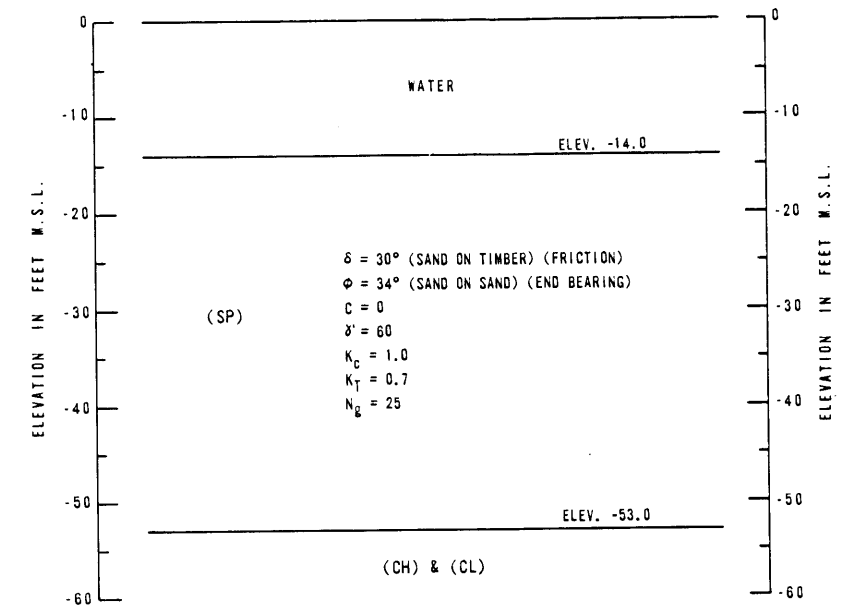 0
0
WATER
-10
-10
ELEV. -14.0
-20
-20
δ = 30° (SAND ON TIMBER) (FRICTION)
φ = 34° (SAND ON SAND) (END BEARING)
C = 0
(SP)
-30
-30
γ' = 60
K_C = 1.0
K_T = 0.7
N_g = 25
-40
-40
-50
-50
ELEV. -53.0
(CH) & (CL)
-60
-60
ELEVATION IN FEET M.S.L.
ELEVATION IN FEET M.S.L.